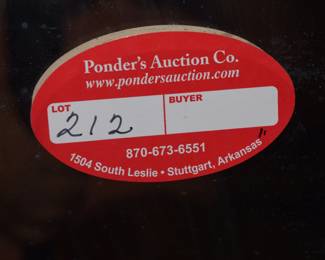 Ponder's Auction Co.
www.pondersauction.com
LOT BUYER
212
870-673-6551
1504 South Leslie • Stuttgart, Arkansas